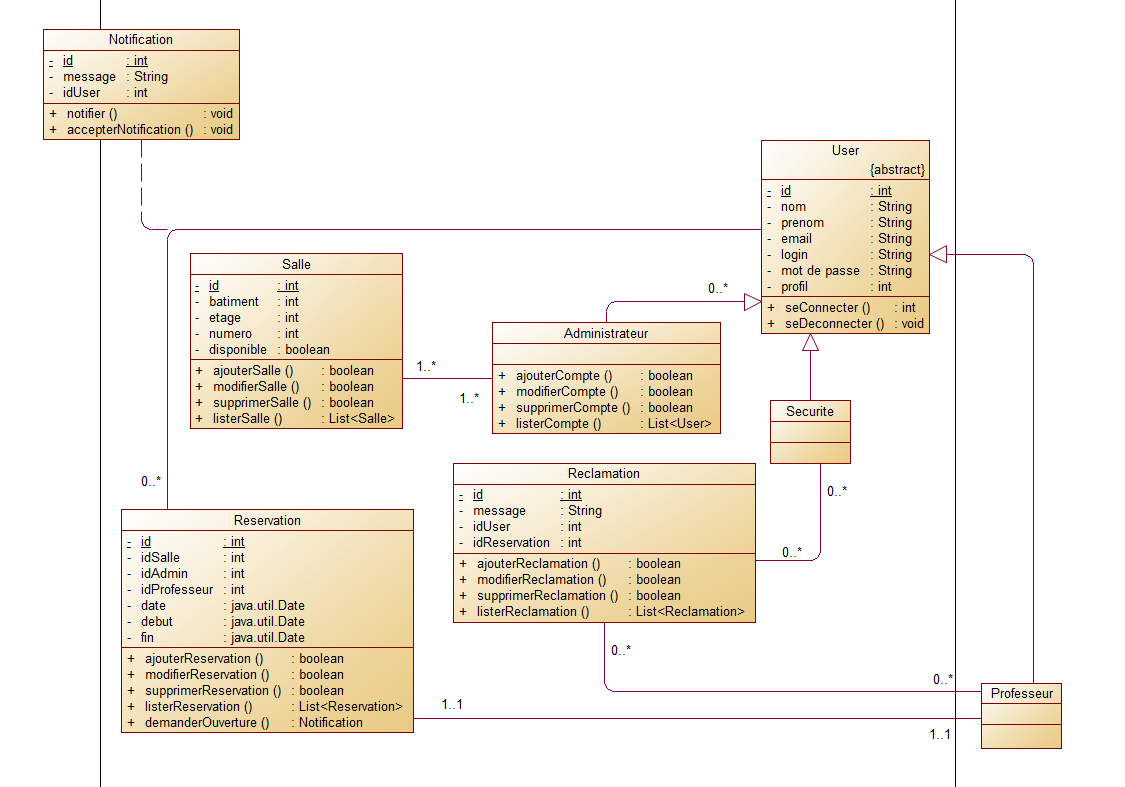 Notification
- id : int
- message : String
- idUser : int
+ notifier () : void
+ accepterNotification () : void
User
{abstract}
- id : int
- nom : String
- prenom : String
- email : String
- login : String
- mot de passe : String
- profil : int
+ seConnecter () : int
+ seDeconnecter () : void
Salle
- id : int
- batiment : int
- etage : int
- numero : int
- disponible : boolean
+ ajouterSalle () : boolean
+ modifierSalle () : boolean
+ supprimerSalle () : boolean
+ listerSalle () : List<Salle>
0..*
Administrateur
+ ajouterCompte () : boolean
+ modifierCompte () : boolean
+ supprimerCompte () : boolean
+ listerCompte () : List<User>
1..*
1..*
Securite
0..*
0..*
Reclamation
- id : int
- message : String
- idUser : int
- idReservation : int
+ ajouterReclamation () : boolean
+ modifierReclamation () : boolean
+ supprimerReclamation () : boolean
+ listerReclamation () : List<Reclamation>
0..*
Reservation
- id : int
- idSalle : int
- idAdmin : int
- idProfesseur : int
- date : java.util.Date
- debut : java.util.Date
- fin : java.util.Date
+ ajouterReservation () : boolean
+ modifierReservation () : boolean
+ supprimerReservation () : boolean
+ listerReservation () : List<Reservation>
+ demanderOuverture () : Notification
0..*
0..*
Professeur
1..1
1..1